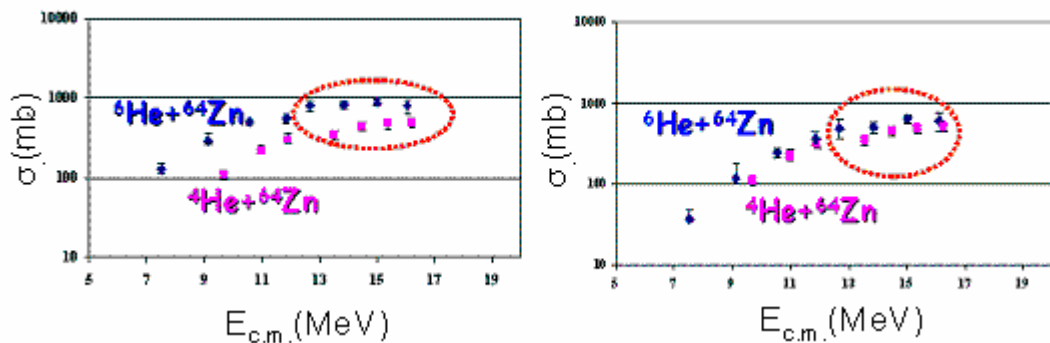 10000
1000
100
10
σ (mb)
⁶He+⁶⁴Zn
⁴He+⁶⁴Zn
5 7 9 11 13 15 17 19
E_c.m.(MeV)
10000
1000
100
10
σ (mb)
⁶He+⁶⁴Zn
⁴He+⁶⁴Zn
5 7 9 11 13 15 17 19
E_c.m.(MeV)